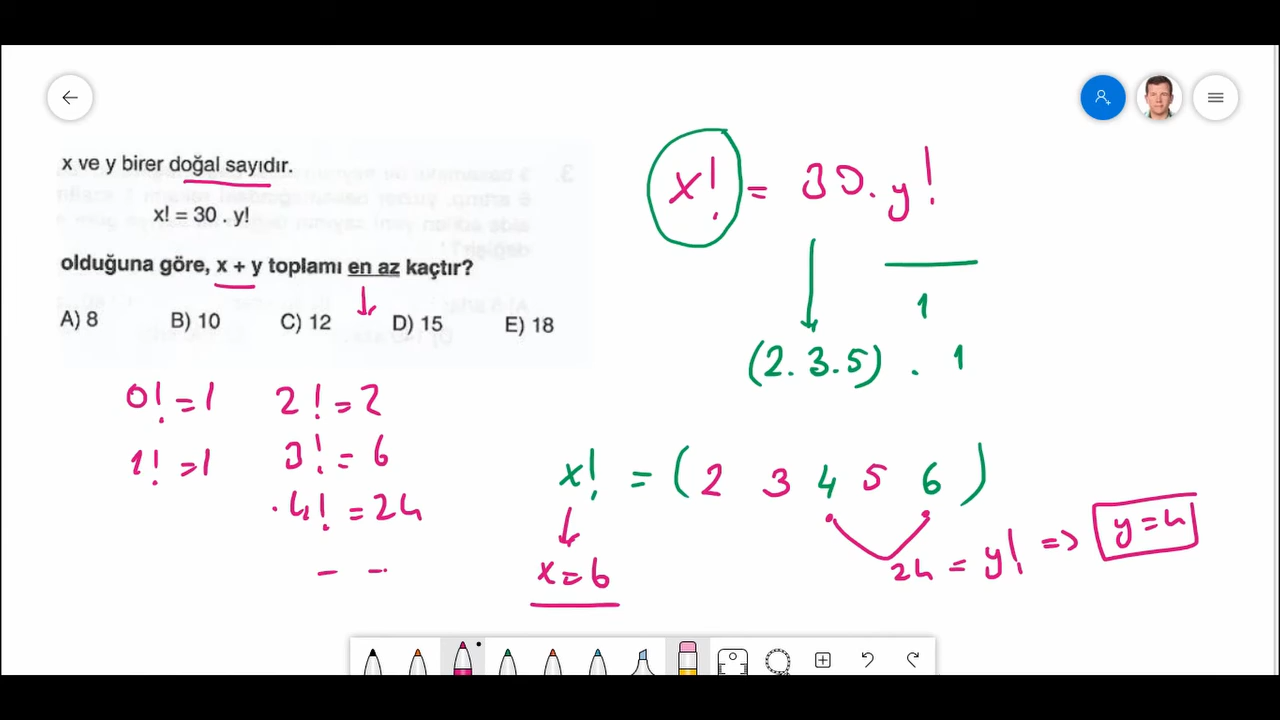 x ve y birer doğal sayıdır.
x! = 30 . y!
olduğuna göre, x + y toplamı en az kaçtır?
A) 8 B) 10 C) 12 D) 15 E) 18
0! = 1 2! = 2
1! = 1 3! = 6
. 4! = 24
x! = 30 . y!
1
(2 . 3 . 5) . 1
x! = ( 2 3 4 5 6 )
x = 6
24 = y! => y = 4